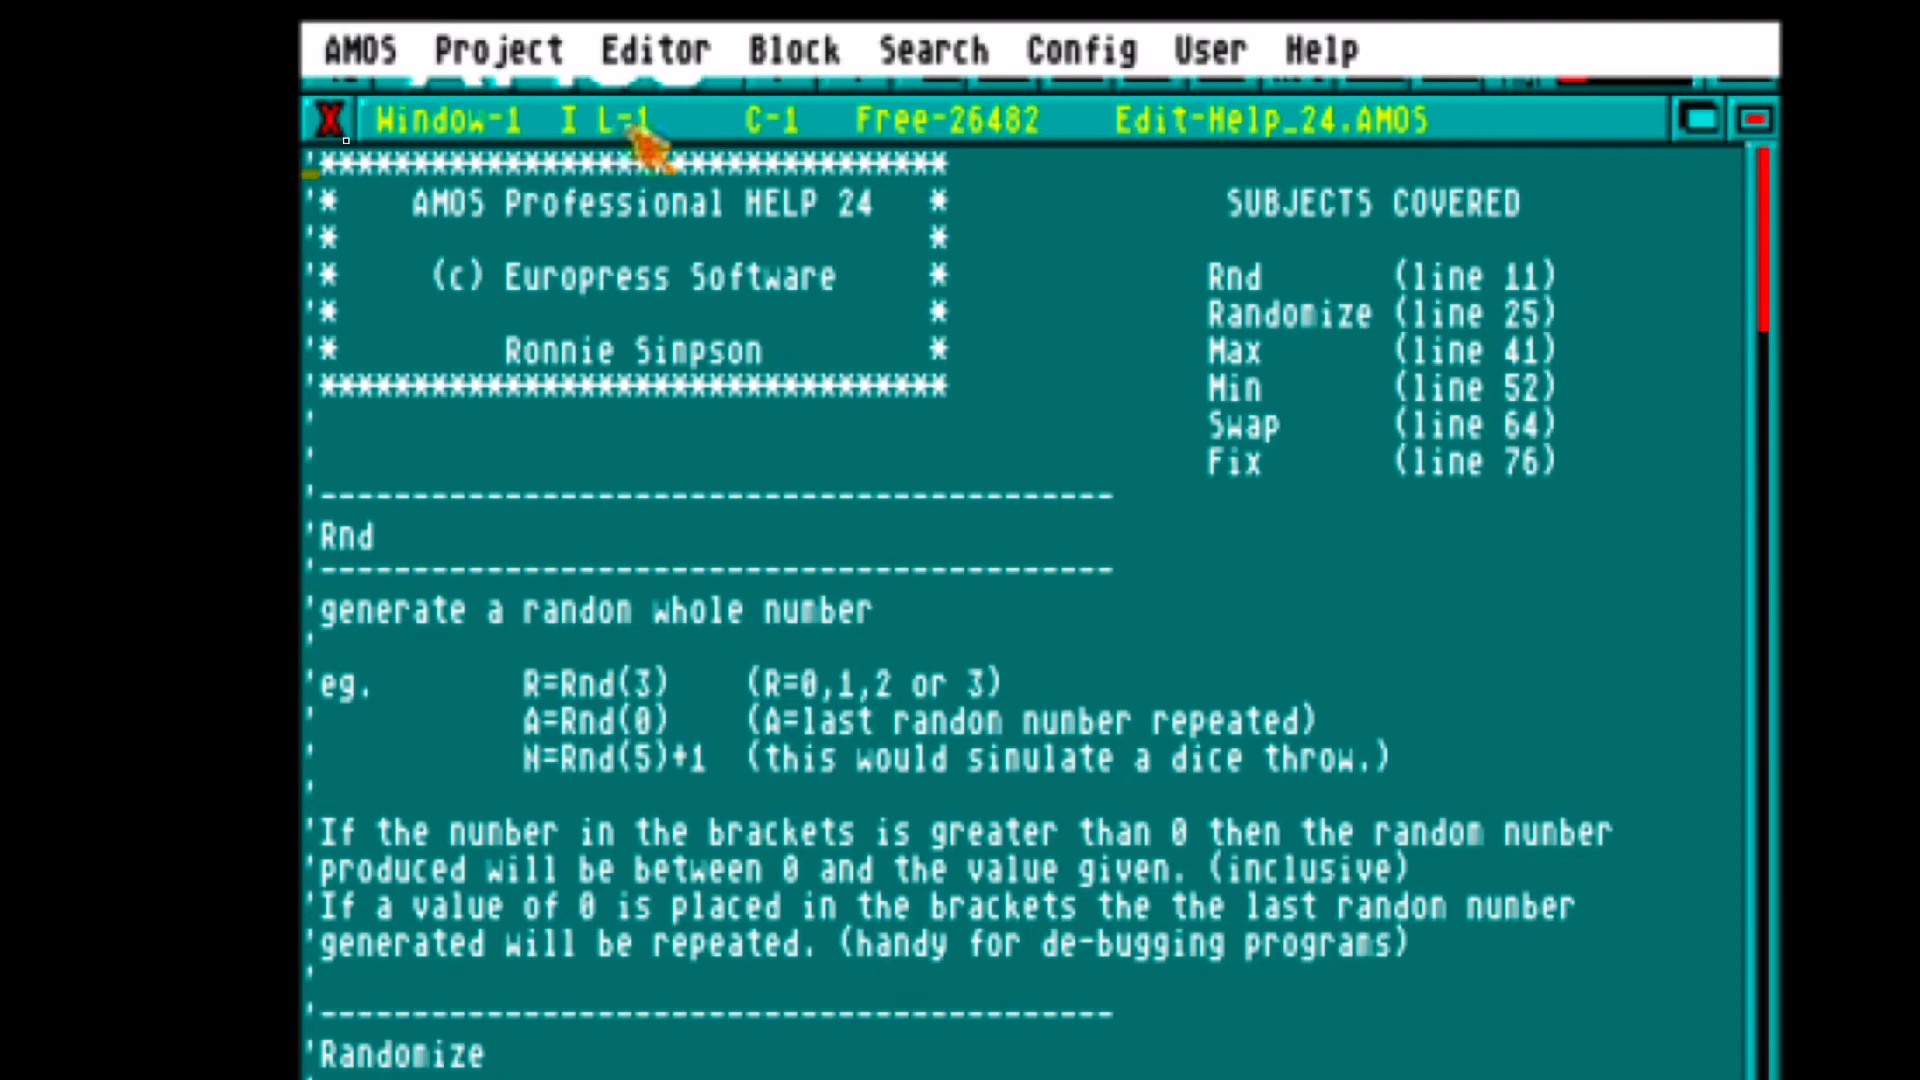 AMOS Project Editor Block Search Config User Help
X Window-1 I L-1 C-1 Free-26482 Edit-Help_24.AMOS
'**********************************
'* AMOS Professional HELP 24 * SUBJECTS COVERED
'* *
'* (c) Europress Software * Rnd (line 11)
'* * Randomize (line 25)
'* Ronnie Simpson * Max (line 41)
'********************************** Min (line 52)
' Swap (line 64)
' Fix (line 76)
'-------------------------------------------
'Rnd
'-------------------------------------------
'generate a random whole number
'
'eg. R=Rnd(3) (R=0,1,2 or 3)
' A=Rnd(0) (A=last random number repeated)
' N=Rnd(5)+1 (this would simulate a dice throw.)
'
'If the number in the brackets is greater than 0 then the random number
'produced will be between 0 and the value given. (inclusive)
'If a value of 0 is placed in the brackets the the last random number
'generated will be repeated. (handy for de-bugging programs)
'
'-------------------------------------------
'Randomize